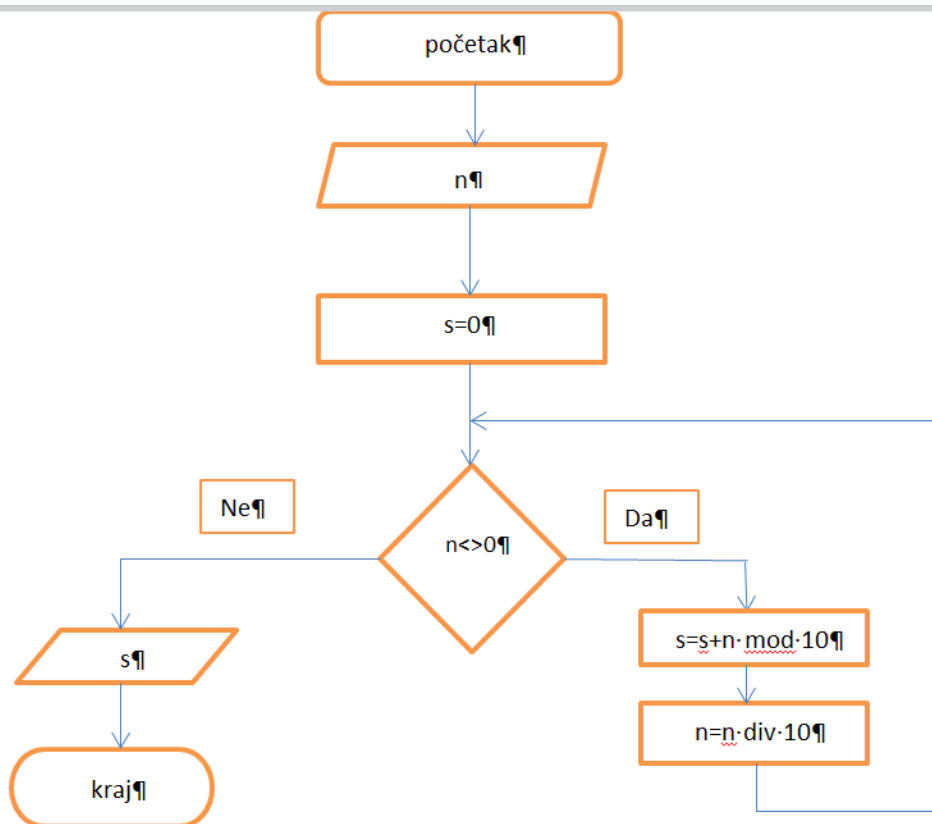 početak¶
n¶
s=0¶
n<>0¶
Ne¶
Da¶
s¶
s=s+n·mod·10¶
n=n·div·10¶
kraj¶